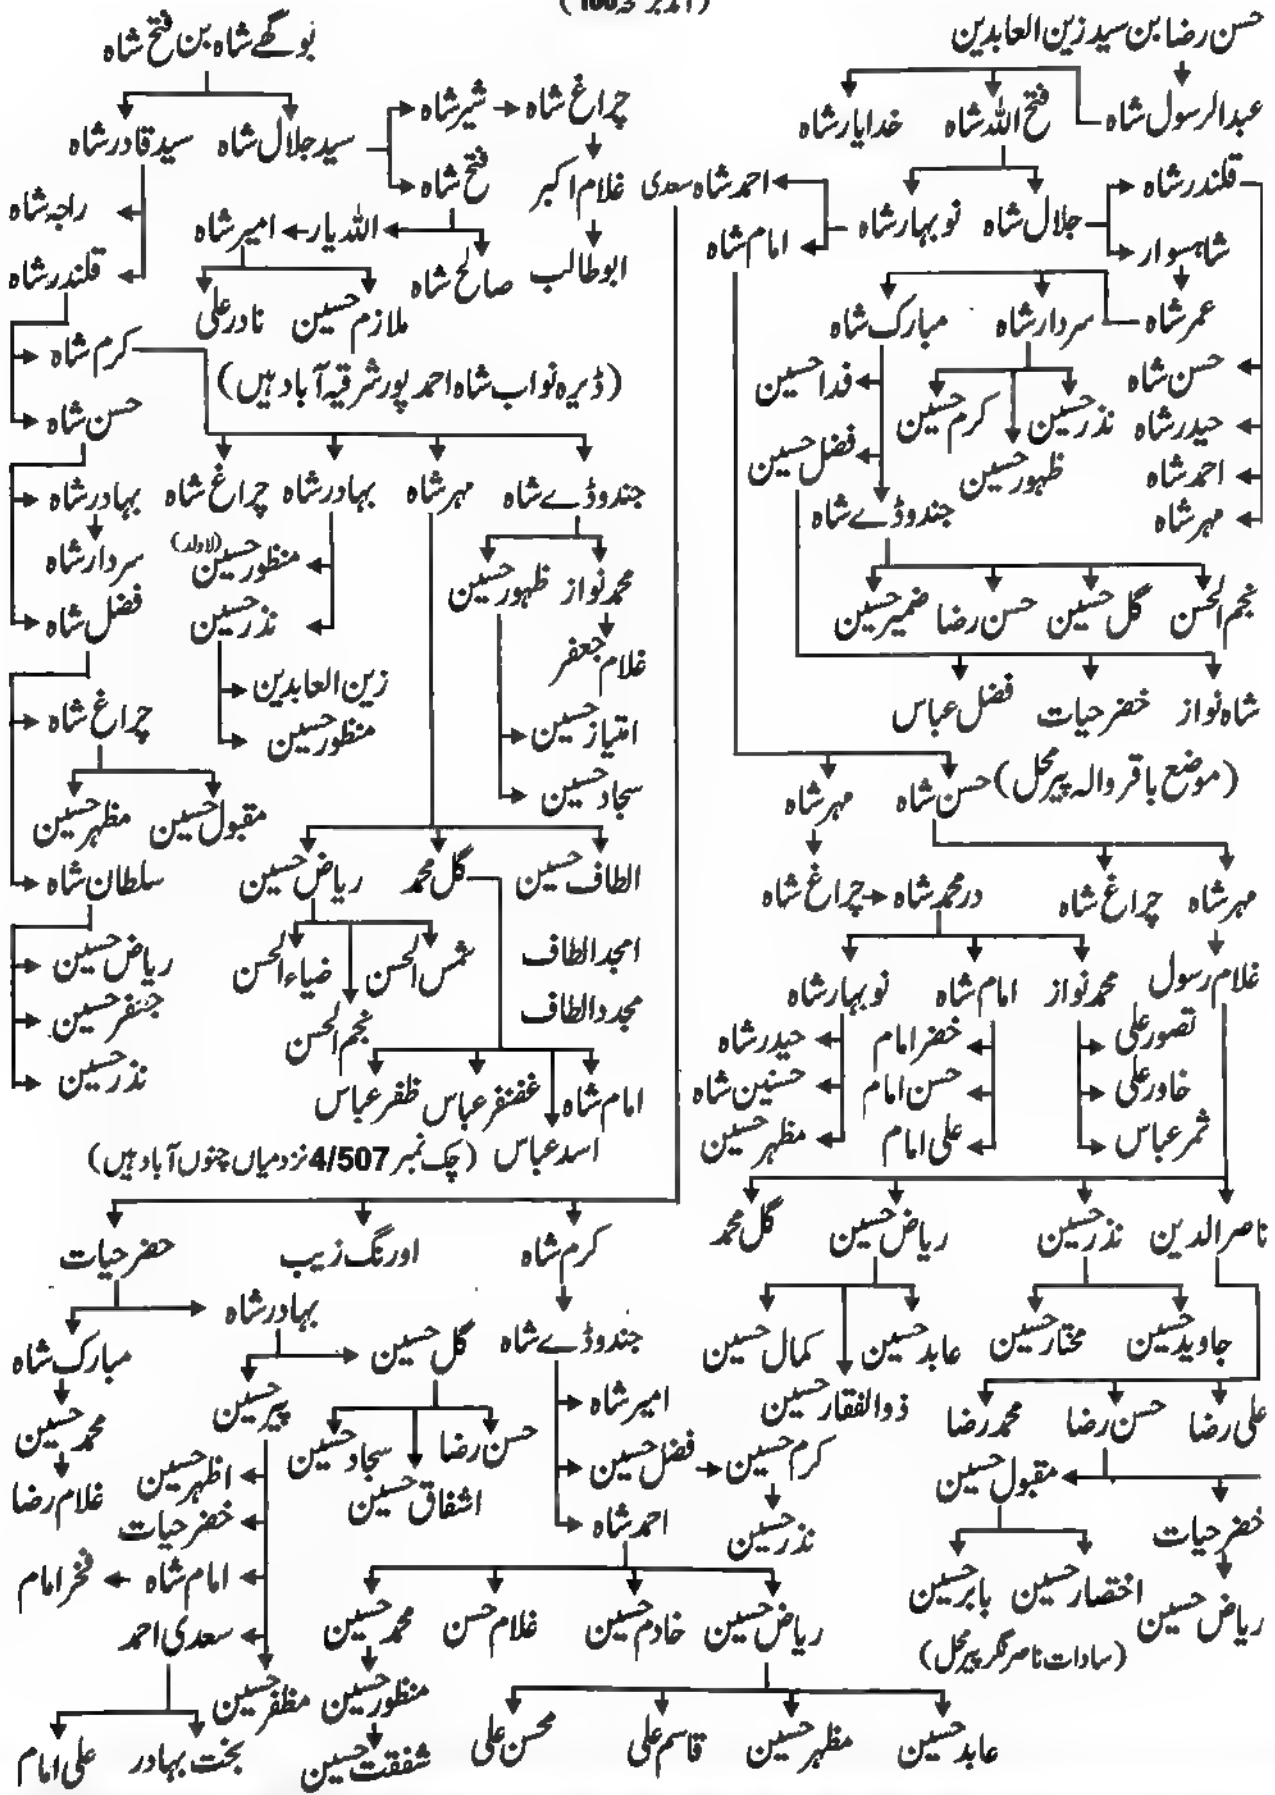 حسن رضا بن سید زین العابدین
عبدالرسول شاہ
فتح اللہ شاہ
خدا یار شاہ
قلندر شاہ
جلال شاہ
نو بہار شاہ
احمد شاہ سعدی
امام شاہ
شاہسوار
عمر شاہ
سردار شاہ
مبارک شاہ
حسن شاہ
حیدر شاہ
احمد شاہ
مہر شاہ
نذر حسین
کرم حسین
ظہور حسین
فدا حسین
فضل حسین
جندوڈے شاہ
نجم الحسن
گل حسین
حسن رضا
ضمیر حسین
شاہ نواز
خضر حیات
فضل عباس
(موضع باقر والہ پیر محل)
حسن شاہ
مہر شاہ
مہر شاہ
چراغ شاہ
در محمد شاہ
چراغ شاہ
غلام رسول
محمد نواز
امام شاہ
نو بہار شاہ
تصور علی
خاور علی
ثمر عباس
خضر امام
حسن امام
علی امام
حیدر شاہ
حسنین شاہ
مظہر حسین
ناصر الدین
نذر حسین
ریاض حسین
گل محمد
جاوید حسین
مختار حسین
عابد حسین
کمال حسین
ذوالفقار حسین
علی رضا
حسن رضا
محمد رضا
مقبول حسین
خضر حیات
ریاض حسین
اختصار حسین
بابر حسین
(سادات ناصر نگر پیر محل)
بوگھے شاہ بن فتح شاہ
سید جلال شاہ
سید قادر شاہ
شیر شاہ
چراغ شاہ
فتح شاہ
غلام اکبر
ابو طالب
اللہ یار
امیر شاہ
صالح شاہ
ملازم حسین
نادر علی
(ڈیرہ نواب شاہ احمد پور شرقیہ آباد ہیں)
راجہ شاہ
قلندر شاہ
کرم شاہ
حسن شاہ
جندوڈے شاہ
مہر شاہ
بہادر شاہ
چراغ شاہ
بہادر شاہ
سردار شاہ
فضل شاہ
منظور حسین (لاولد)
نذر حسین
زین العابدین
منظور حسین
محمد نواز
ظہور حسین
غلام جعفر
امتیاز حسین
سجاد حسین
چراغ شاہ
مقبول حسین
مظہر حسین
سلطان شاہ
ریاض حسین
جنفر حسین
نذر حسین
الطاف حسین
گل محمد
ریاض حسین
امجد الطاف
مجدد الطاف
شمس الحسن
ضیاء الحسن
نجم الحسن
امام شاہ
غضنفر عباس
ظفر عباس
اسد عباس
(چک نمبر 4/507 نزد میاں چنوں آباد ہیں)
کرم شاہ
اورنگ زیب
حضر حیات
بہادر شاہ
مبارک شاہ
محمد حسین
غلام رضا
گل حسین
پیر حسین
حسن رضا
سجاد حسین
اشفاق حسین
اظہر حسین
خضر حیات
امام شاہ
فخر امام
سعدی احمد
مظفر حسین
بخت بہادر
علی امام
جندوڈے شاہ
امیر شاہ
فضل حسین
کرم حسین
نذر حسین
احمد شاہ
ریاض حسین
خادم حسین
غلام حسن
محمد حسین
منظور حسین
شفقت حسین
عابد حسین
مظہر حسین
قاسم علی
محسن علی